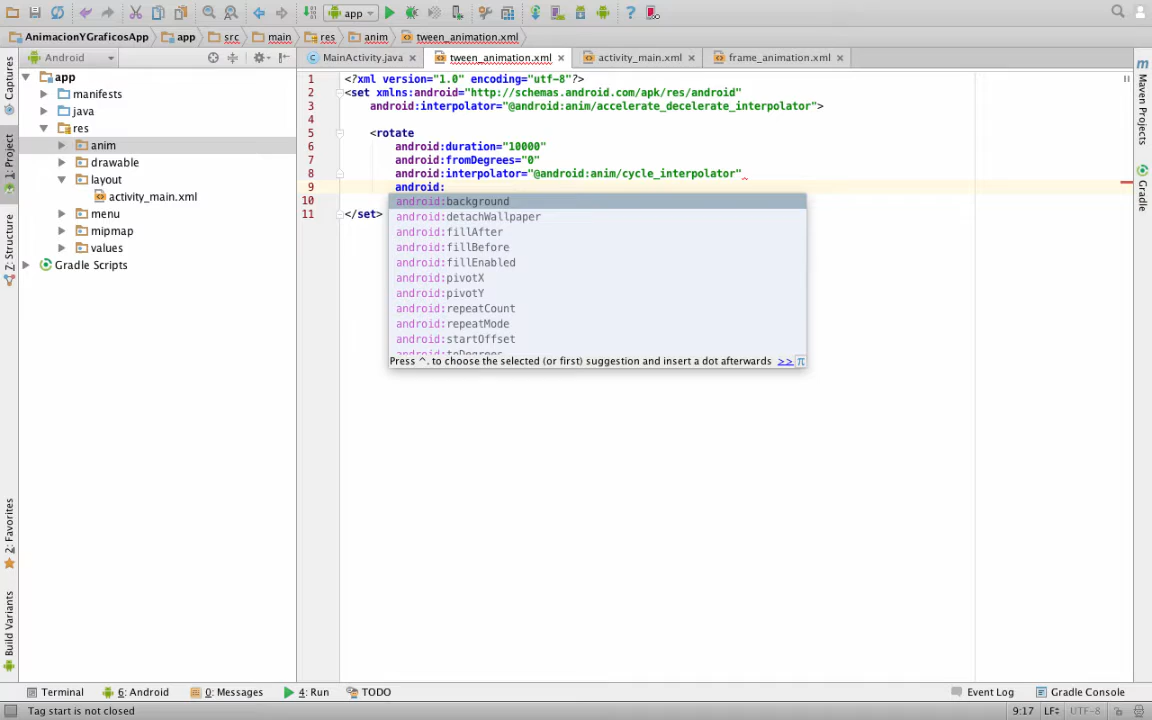 app
AnimacionYGraficosApp app src main res anim tween_animation.xml
Android MainActivity.java tween_animation.xml activity_main.xml frame_animation.xml
Captures
1: Project
Z: Structure
2: Favorites
Build Variants
app
manifests
java
res
anim
drawable
layout
activity_main.xml
menu
mipmap
values
Gradle Scripts
1 <?xml version="1.0" encoding="utf-8"?>
2 <set xmlns:android="http://schemas.android.com/apk/res/android"
3 android:interpolator="@android:anim/accelerate_decelerate_interpolator">
4
5 <rotate
6 android:duration="10000"
7 android:fromDegrees="0"
8 android:interpolator="@android:anim/cycle_interpolator"
9 android:
10
11 </set>
android:background
android:detachWallpaper
android:fillAfter
android:fillBefore
android:fillEnabled
android:pivotX
android:pivotY
android:repeatCount
android:repeatMode
android:startOffset
android:toDegrees
Press ^. to choose the selected (or first) suggestion and insert a dot afterwards >> π
m
Maven Projects
Gradle
Terminal 6: Android 0: Messages 4: Run TODO Event Log Gradle Console
Tag start is not closed 9:17 LF UTF-8